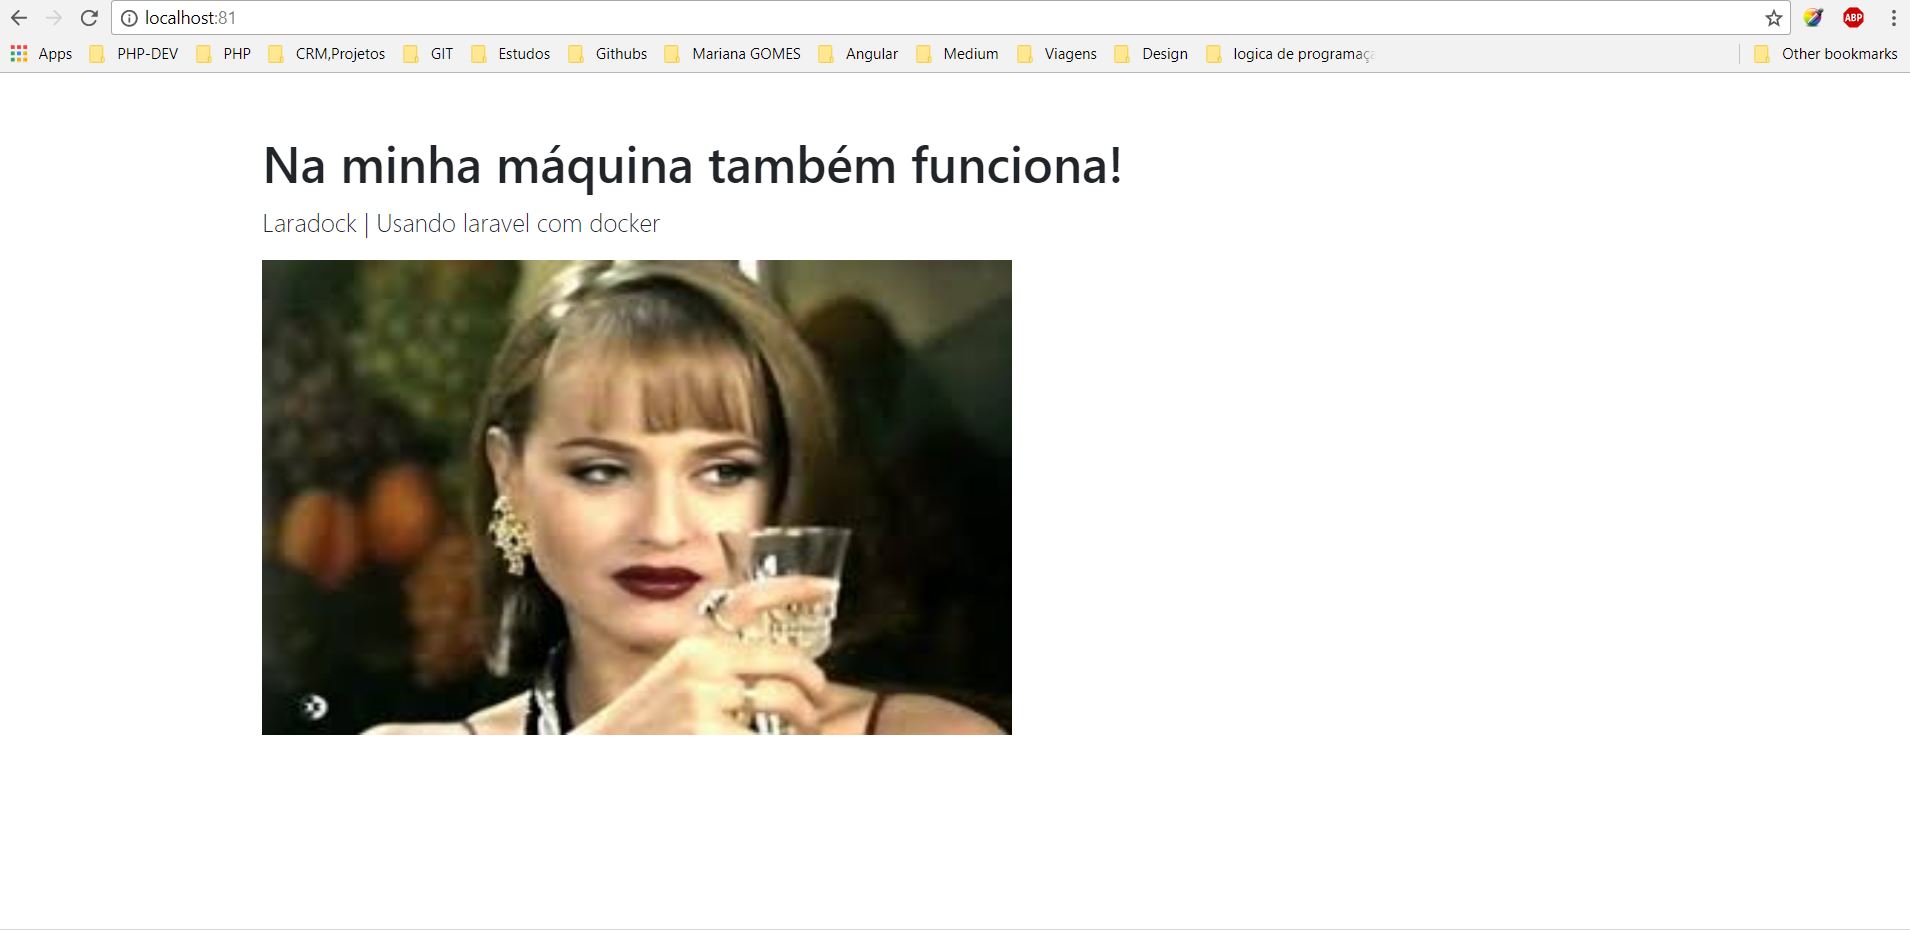 localhost:81
Apps PHP-DEV PHP CRM,Projetos GIT Estudos Githubs Mariana GOMES Angular Medium Viagens Design logica de programaç Other bookmarks
ABP
Na minha máquina também funciona!
Laradock | Usando laravel com docker